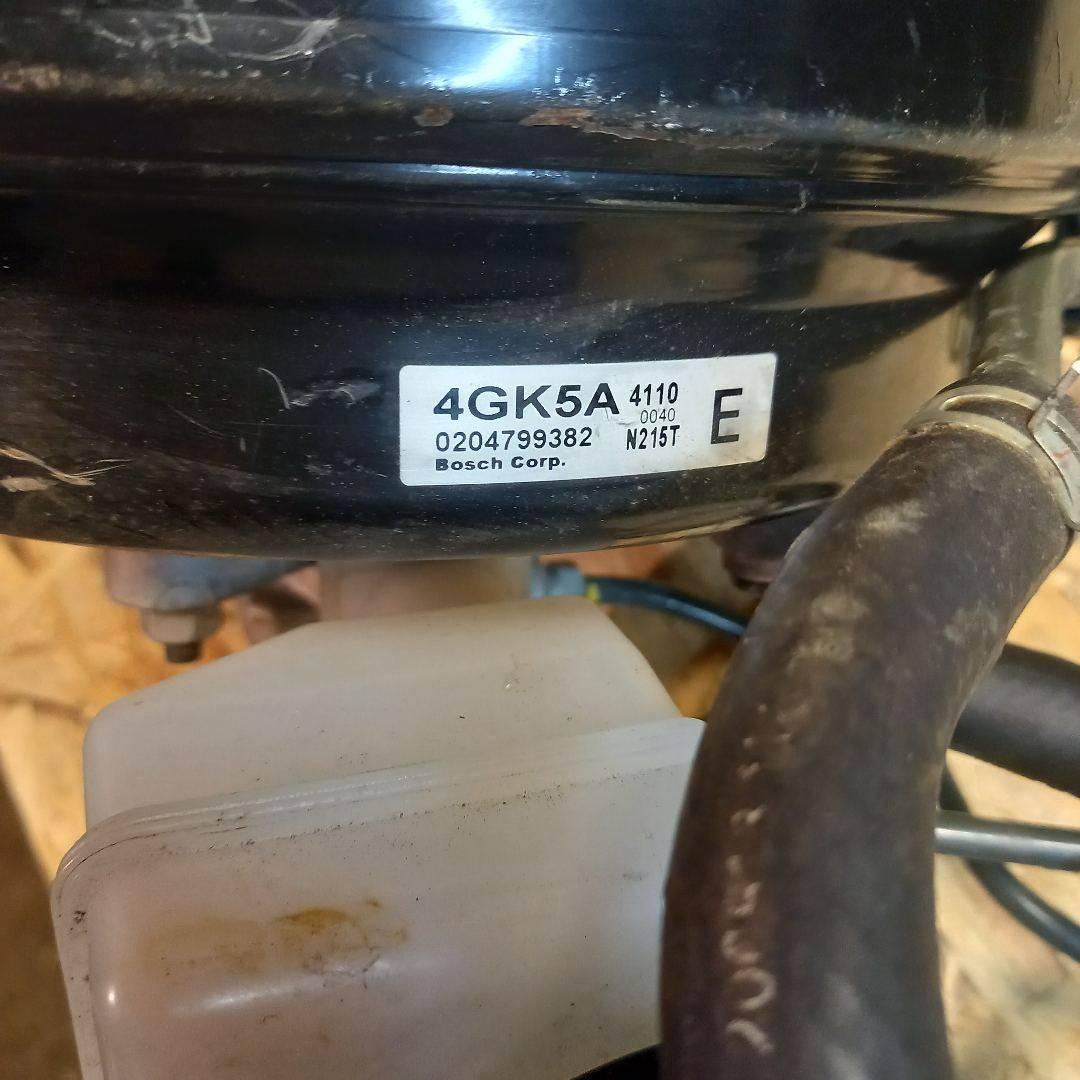 4GK5A 4110
0040
0204799382 N215T
Bosch Corp.
E